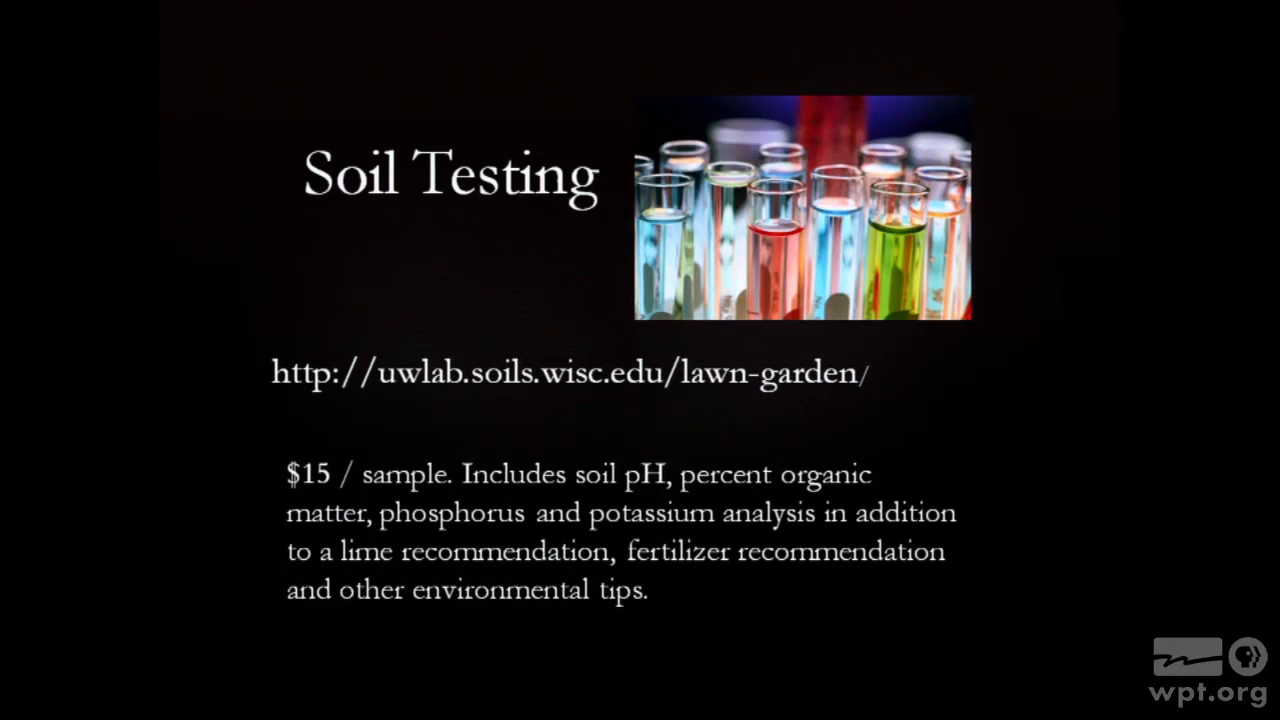 Soil Testing
http://uwlab.soils.wisc.edu/lawn-garden/
$15 / sample. Includes soil pH, percent organic
matter, phosphorus and potassium analysis in addition
to a lime recommendation, fertilizer recommendation
and other environmental tips.
wpt.org